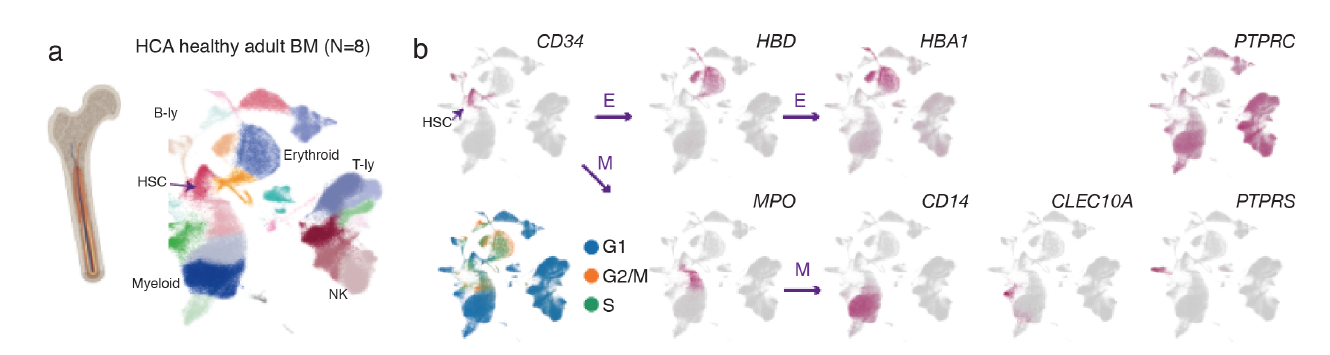 a
HCA healthy adult BM (N=8)
B-ly
Erythroid
T-ly
HSC
Myeloid
NK
b
CD34
HBD
HBA1
PTPRC
HSC
E
E
M
G1
G2/M
S
MPO
CD14
CLEC10A
PTPRS
M